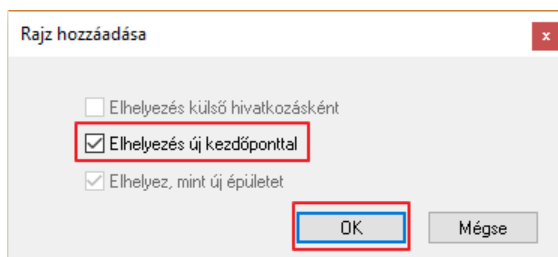 Rajz hozzáadása
x
Elhelyezés külső hivatkozásként
Elhelyezés új kezdőponttal
Elhelyez, mint új épületet
OK Mégse